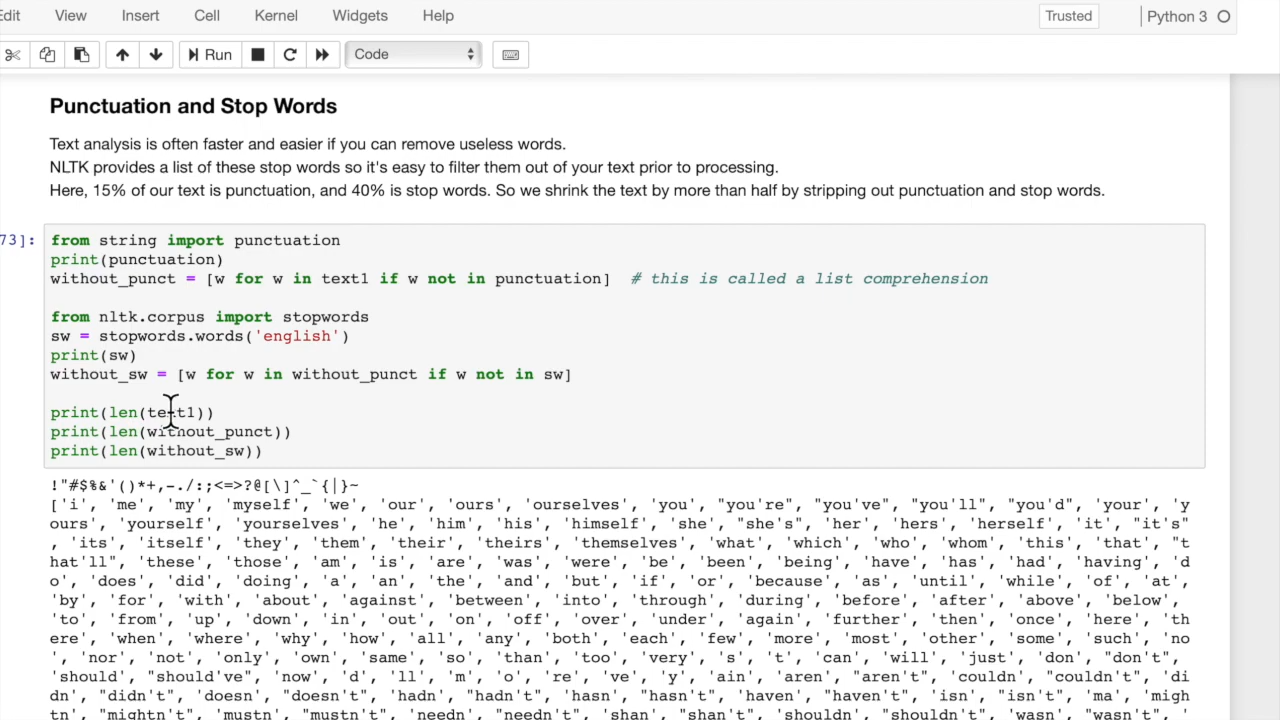 Edit View Insert Cell Kernel Widgets Help Trusted Python 3
Run Code
Punctuation and Stop Words
Text analysis is often faster and easier if you can remove useless words.
NLTK provides a list of these stop words so it's easy to filter them out of your text prior to processing.
Here, 15% of our text is punctuation, and 40% is stop words. So we shrink the text by more than half by stripping out punctuation and stop words.
73]: from string import punctuation
print(punctuation)
without_punct = [w for w in text1 if w not in punctuation]  # this is called a list comprehension
from nltk.corpus import stopwords
sw = stopwords.words('english')
print(sw)
without_sw = [w for w in without_punct if w not in sw]
print(len(text1))
print(len(without_punct))
print(len(without_sw))
!"#$%&'()*+,-./:;<=>?@[\]^_`{|}~
['i', 'me', 'my', 'myself', 'we', 'our', 'ours', 'ourselves', 'you', "you're", "you've", "you'll", "you'd", 'your', 'y
ours', 'yourself', 'yourselves', 'he', 'him', 'his', 'himself', 'she', "she's", 'her', 'hers', 'herself', 'it', "it's"
, 'its', 'itself', 'they', 'them', 'their', 'theirs', 'themselves', 'what', 'which', 'who', 'whom', 'this', 'that', "t
hat'll", 'these', 'those', 'am', 'is', 'are', 'was', 'were', 'be', 'been', 'being', 'have', 'has', 'had', 'having', 'd
o', 'does', 'did', 'doing', 'a', 'an', 'the', 'and', 'but', 'if', 'or', 'because', 'as', 'until', 'while', 'of', 'at',
'by', 'for', 'with', 'about', 'against', 'between', 'into', 'through', 'during', 'before', 'after', 'above', 'below',
'to', 'from', 'up', 'down', 'in', 'out', 'on', 'off', 'over', 'under', 'again', 'further', 'then', 'once', 'here', 'th
ere', 'when', 'where', 'why', 'how', 'all', 'any', 'both', 'each', 'few', 'more', 'most', 'other', 'some', 'such', 'no
', 'nor', 'not', 'only', 'own', 'same', 'so', 'than', 'too', 'very', 's', 't', 'can', 'will', 'just', 'don', "don't",
'should', "should've", 'now', 'd', 'll', 'm', 'o', 're', 've', 'y', 'ain', 'aren', "aren't", 'couldn', "couldn't", 'di
dn', "didn't", 'doesn', "doesn't", 'hadn', "hadn't", 'hasn', "hasn't", 'haven', "haven't", 'isn', "isn't", 'ma', 'migh
tn', "mightn't", 'mustn', "mustn't", 'needn', "needn't", 'shan', "shan't", 'shouldn', "shouldn't", 'wasn', "wasn't", '